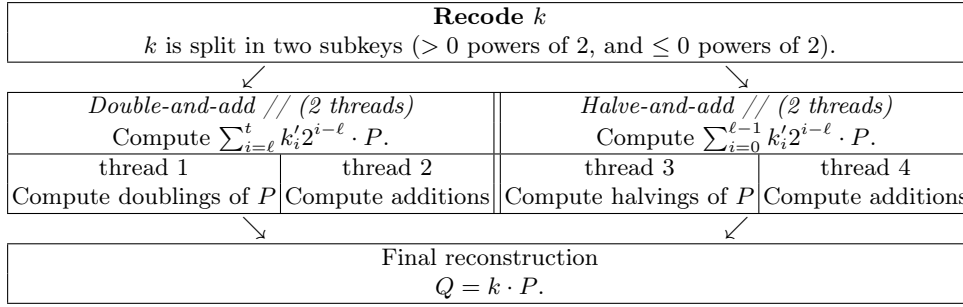 Recode k
k is split in two subkeys (> 0 powers of 2, and ≤ 0 powers of 2).
Double-and-add // (2 threads)
Compute ∑_{i=ℓ}^{t} k'_i 2^{i−ℓ} · P.
Halve-and-add // (2 threads)
Compute ∑_{i=0}^{ℓ−1} k'_i 2^{i−ℓ} · P.
thread 1
Compute doublings of P
thread 2
Compute additions
thread 3
Compute halvings of P
thread 4
Compute additions
Final reconstruction
Q = k · P.